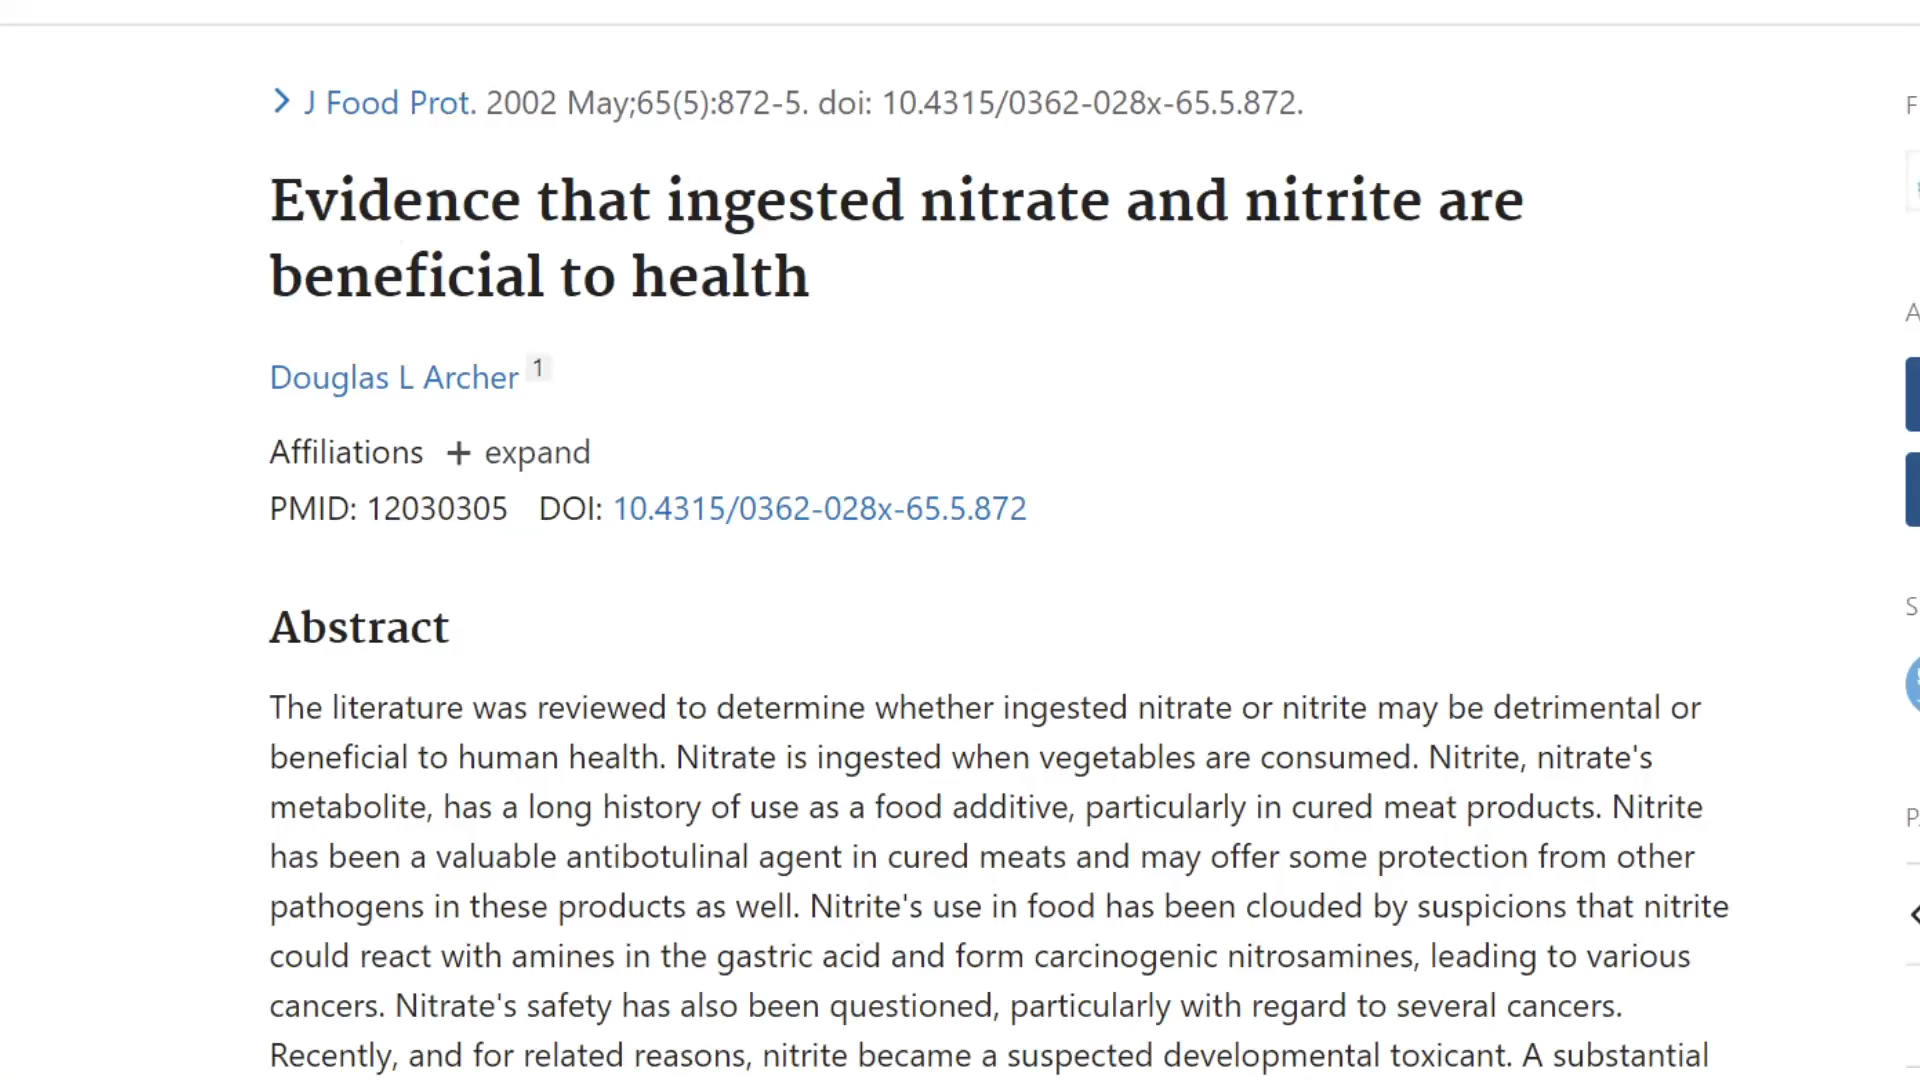 J Food Prot. 2002 May;65(5):872-5. doi: 10.4315/0362-028x-65.5.872.
Evidence that ingested nitrate and nitrite are
beneficial to health
Douglas L Archer 1
Affiliations + expand
PMID: 12030305 DOI: 10.4315/0362-028x-65.5.872
Abstract
The literature was reviewed to determine whether ingested nitrate or nitrite may be detrimental or
beneficial to human health. Nitrate is ingested when vegetables are consumed. Nitrite, nitrate's
metabolite, has a long history of use as a food additive, particularly in cured meat products. Nitrite
has been a valuable antibotulinal agent in cured meats and may offer some protection from other
pathogens in these products as well. Nitrite's use in food has been clouded by suspicions that nitrite
could react with amines in the gastric acid and form carcinogenic nitrosamines, leading to various
cancers. Nitrate's safety has also been questioned, particularly with regard to several cancers.
Recently, and for related reasons, nitrite became a suspected developmental toxicant. A substantial